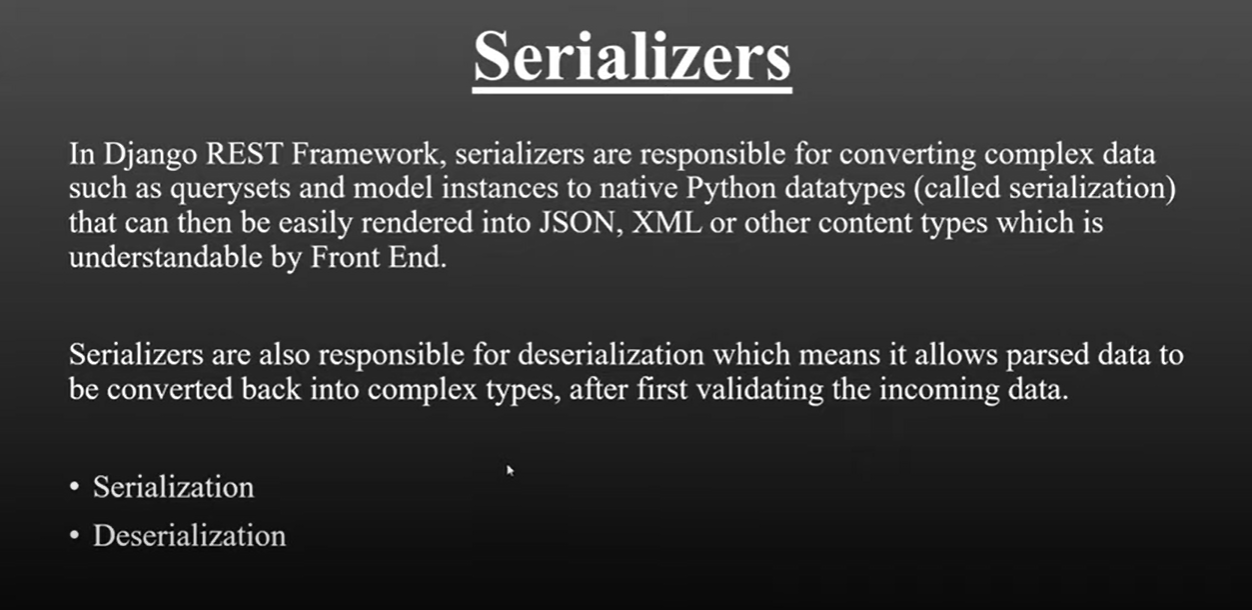 Serializers
In Django REST Framework, serializers are responsible for converting complex data
such as querysets and model instances to native Python datatypes (called serialization)
that can then be easily rendered into JSON, XML or other content types which is
understandable by Front End.
Serializers are also responsible for deserialization which means it allows parsed data to
be converted back into complex types, after first validating the incoming data.
• Serialization
• Deserialization